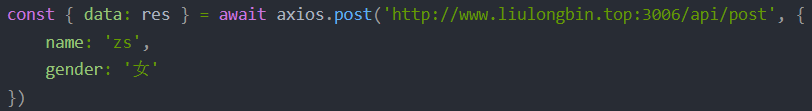 const { data: res } = await axios.post('http://www.liulongbin.top:3006/api/post', {
    name: 'zs',
    gender: '女'
})